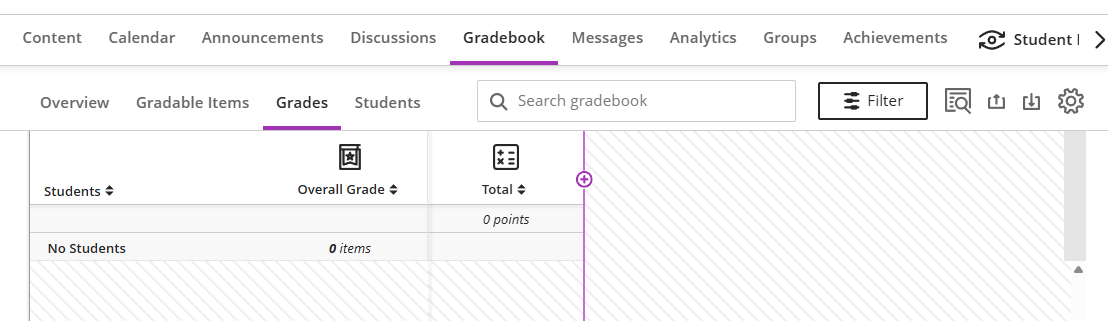 Content Calendar Announcements Discussions Gradebook Messages Analytics Groups Achievements Student
Overview Gradable Items Grades Students Search gradebook Filter
Students Overall Grade Total
0 points
No Students 0 items